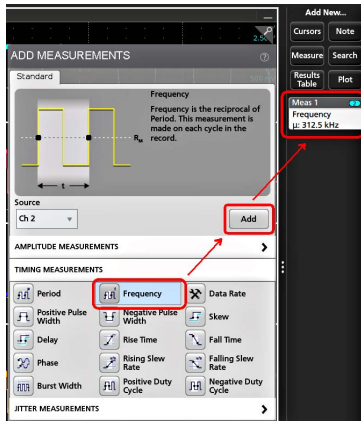 Add New...
2.50
Cursors
Note
ADD MEASUREMENTS
Measure
Search
Standard
Results
Table
Plot
Frequency
Frequency is the reciprocal of
Period. This measurement is
made on each cycle in the
record.
RM
t
Meas 1
2
Frequency
µ: 312.5 kHz
Source
Ch 2
Add
AMPLITUDE MEASUREMENTS
TIMING MEASUREMENTS
Period
Frequency
Data Rate
Positive Pulse
Width
Negative Pulse
Width
Skew
Delay
Rise Time
Fall Time
Phase
Rising Slew
Rate
Falling Slew
Rate
Burst Width
Positive Duty
Cycle
Negative Duty
Cycle
JITTER MEASUREMENTS